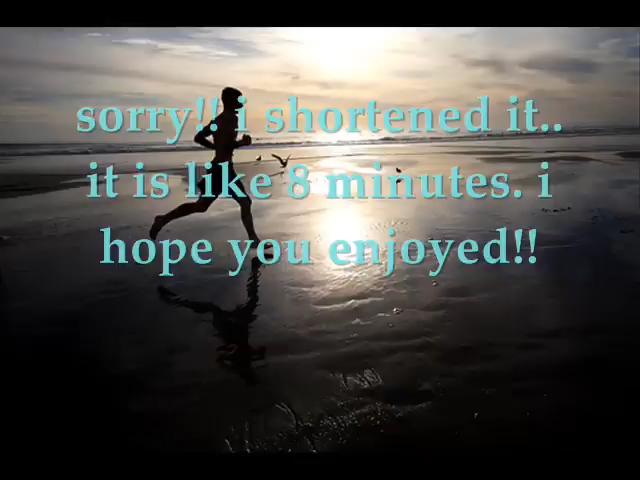 sorry!! i shortened it..
it is like 8 minutes. i
hope you enjoyed!!